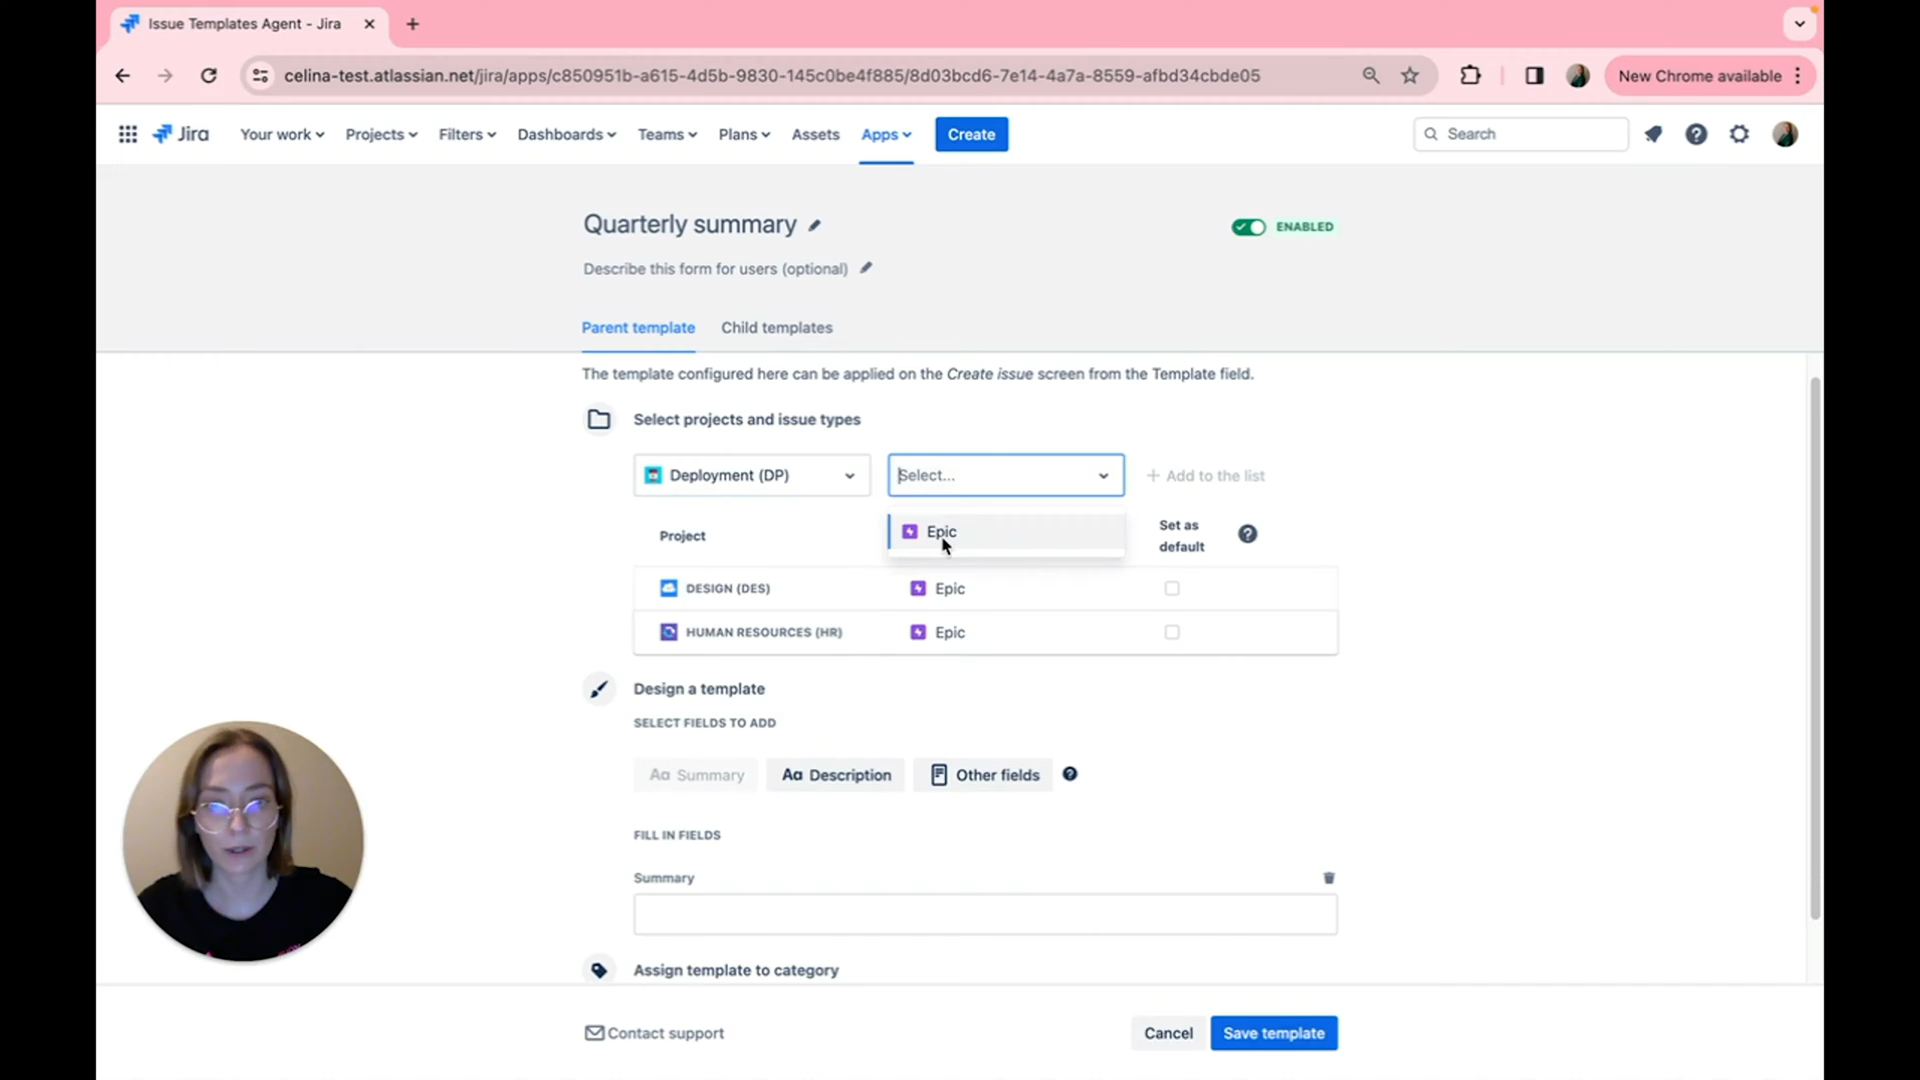 Issue Templates Agent - Jira
celina-test.atlassian.net/jira/apps/c850951b-a615-4d5b-9830-145c0be4f885/8d03bcd6-7e14-4a7a-8559-afbd34cbde05
New Chrome available
Jira
Your work
Projects
Filters
Dashboards
Teams
Plans
Assets
Apps
Create
Search
Quarterly summary
ENABLED
Describe this form for users (optional)
Parent template
Child templates
The template configured here can be applied on the Create issue screen from the Template field.
Select projects and issue types
Deployment (DP)
Select...
+ Add to the list
Project
Epic
Set as
default
DESIGN (DES)
Epic
HUMAN RESOURCES (HR)
Epic
Design a template
SELECT FIELDS TO ADD
Aa Summary
Aa Description
Other fields
FILL IN FIELDS
Summary
Assign template to category
Contact support
Cancel
Save template